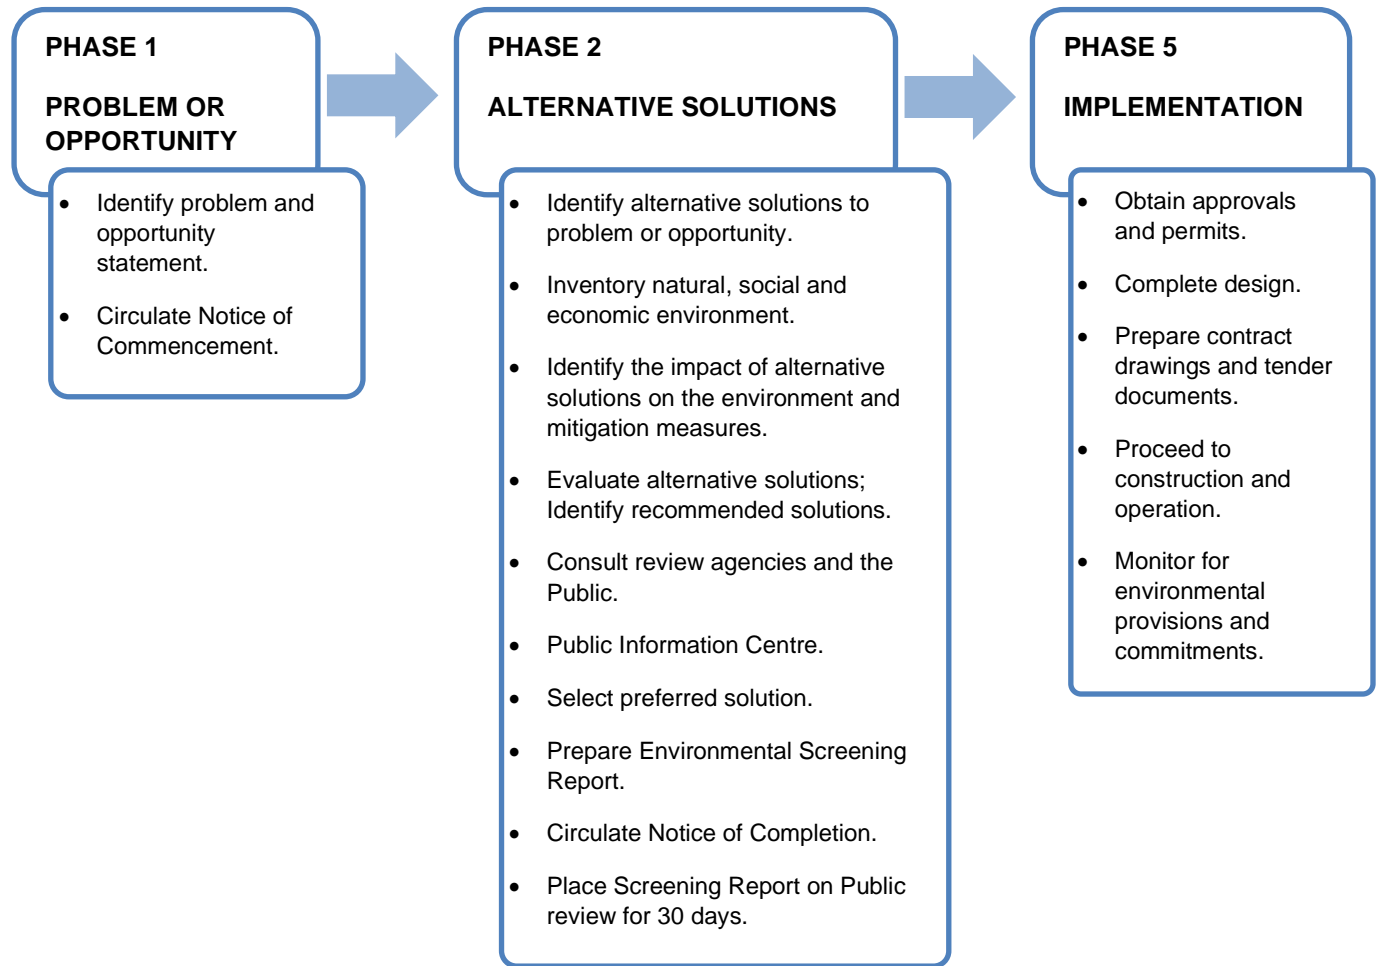 PHASE 1
PROBLEM OR
OPPORTUNITY
• Identify problem and
opportunity
statement.
• Circulate Notice of
Commencement.
PHASE 2
ALTERNATIVE SOLUTIONS
• Identify alternative solutions to
problem or opportunity.
• Inventory natural, social and
economic environment.
• Identify the impact of alternative
solutions on the environment and
mitigation measures.
• Evaluate alternative solutions;
Identify recommended solutions.
• Consult review agencies and the
Public.
• Public Information Centre.
• Select preferred solution.
• Prepare Environmental Screening
Report.
• Circulate Notice of Completion.
• Place Screening Report on Public
review for 30 days.
PHASE 5
IMPLEMENTATION
• Obtain approvals
and permits.
• Complete design.
• Prepare contract
drawings and tender
documents.
• Proceed to
construction and
operation.
• Monitor for
environmental
provisions and
commitments.